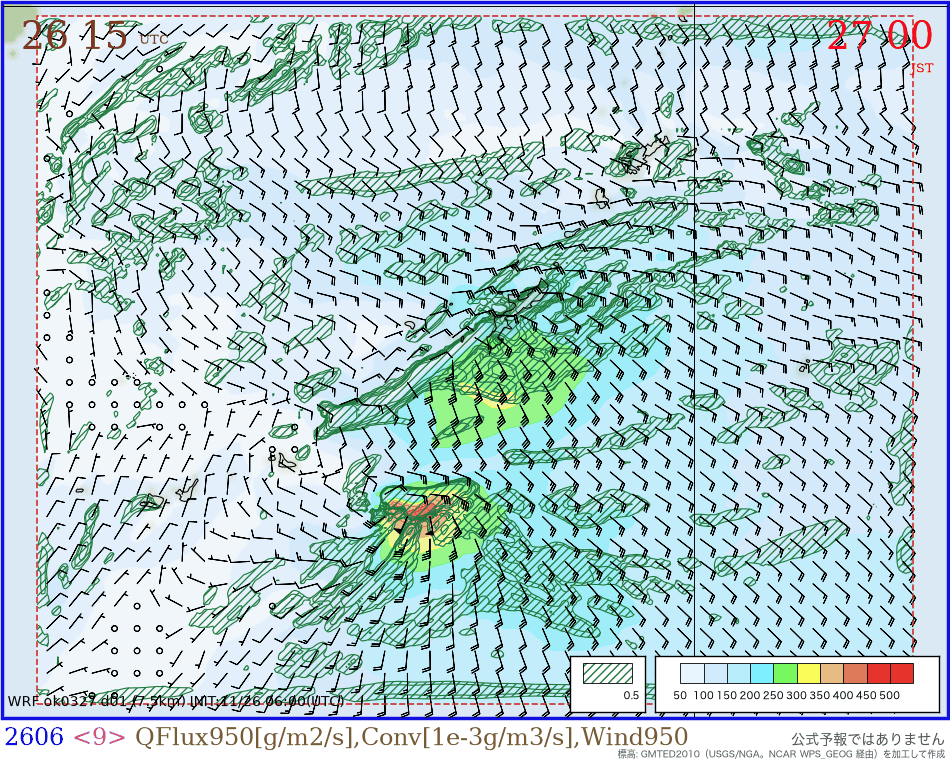 26 15 UTC
27 00
JST
0.5
50 100 150 200 250 300 350 400 450 500
WRF ok0327 d01 (7.5km) INIT:11/26 06:00(UTC)
2606 <9> QFlux950[g/m2/s],Conv[1e-3g/m3/s],Wind950
公式予報ではありません
標高: GMTED2010（USGS/NGA。NCAR WPS_GEOG 経由）を加工して作成